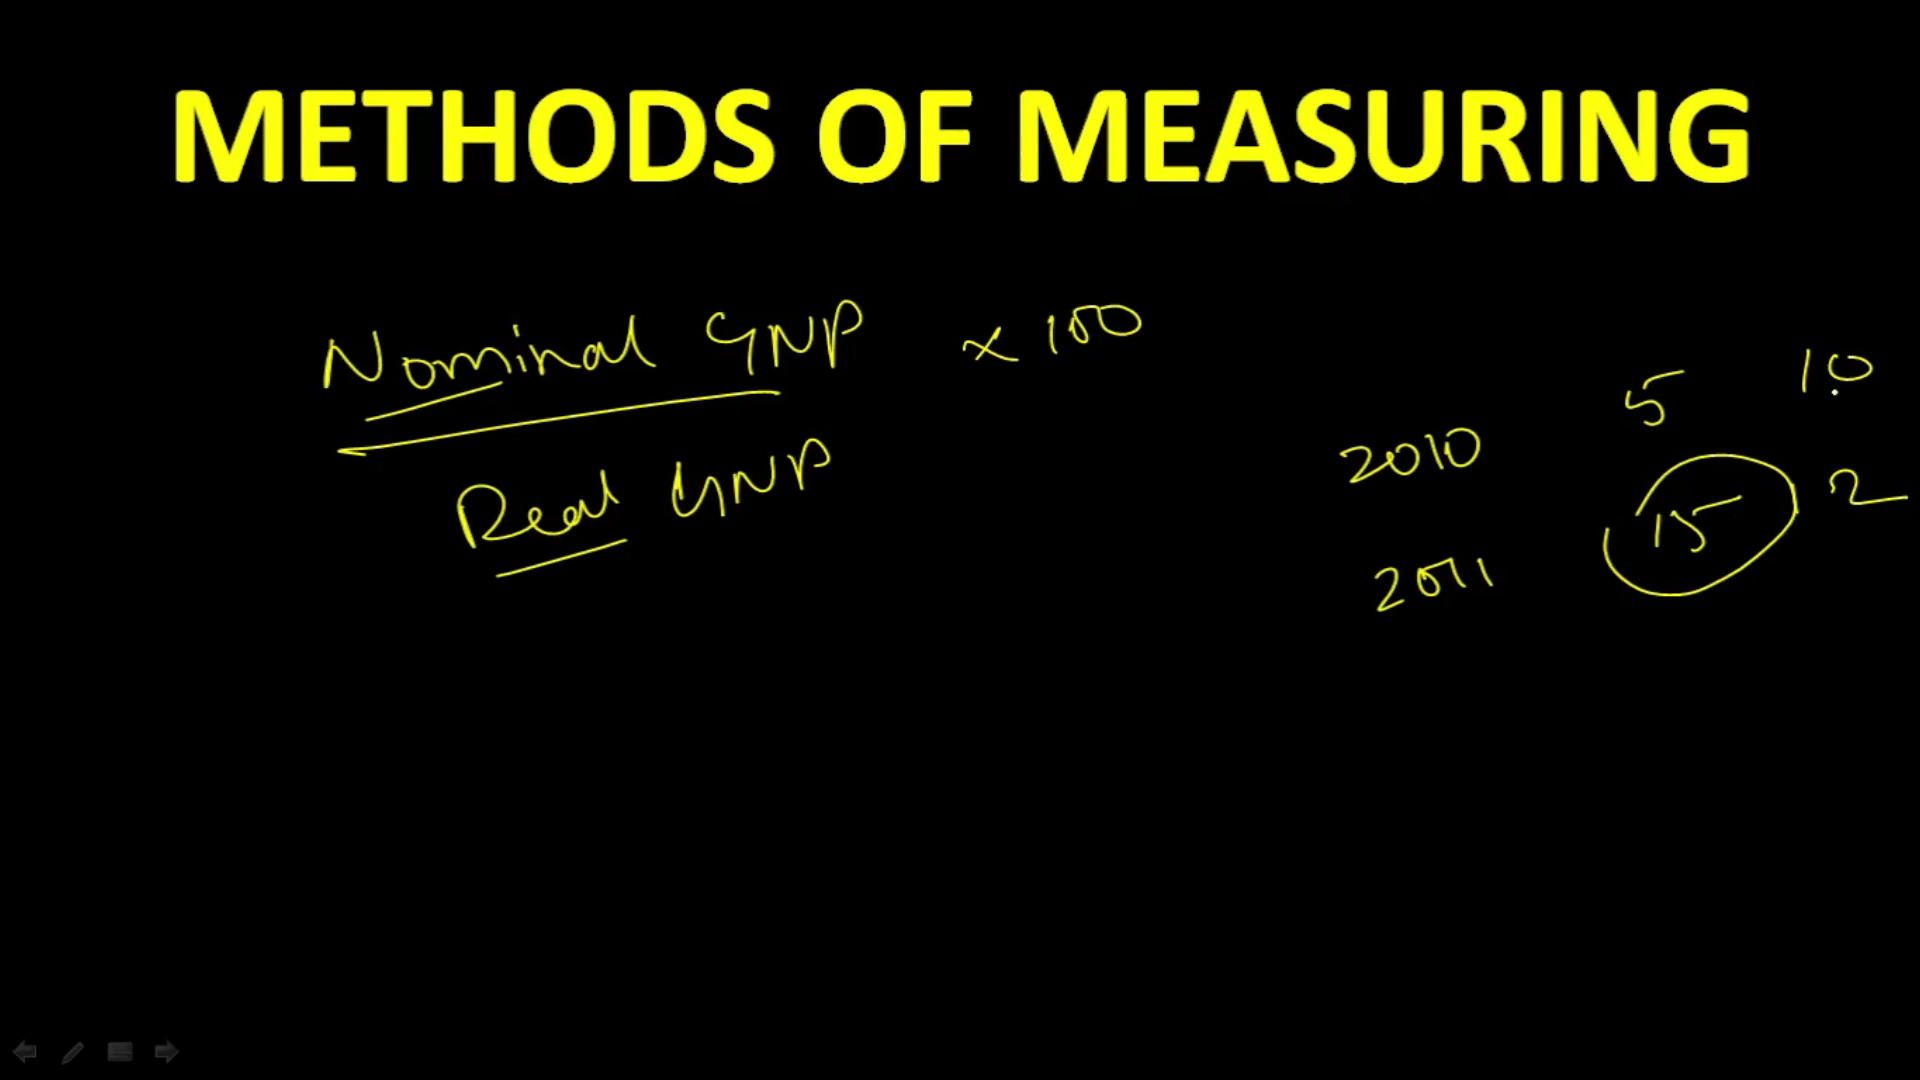 METHODS OF MEASURING
Nominal GNP x 100
Real GNP
2010 5 10
2011 15 2